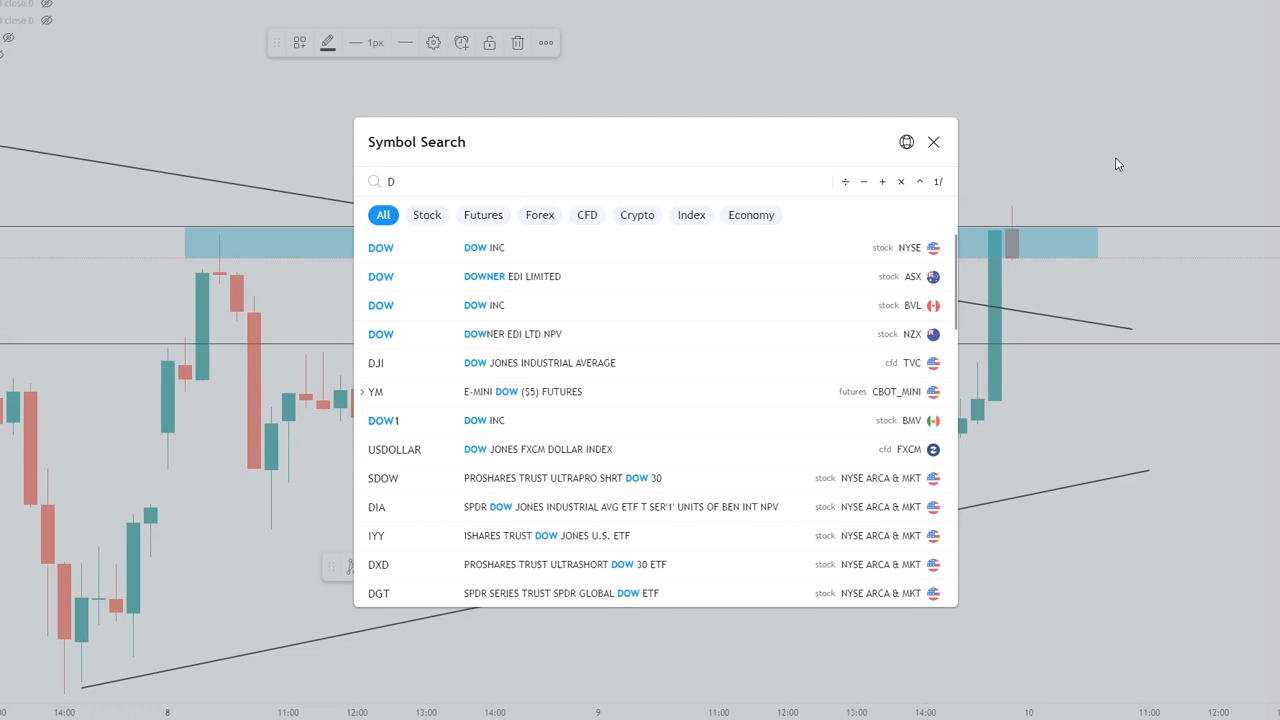 0 close 0
0 close 0
1px
Symbol Search
D
÷ − + × ^ 1/
All Stock Futures Forex CFD Crypto Index Economy
DOW DOW INC stock NYSE
DOW DOWNER EDI LIMITED stock ASX
DOW DOW INC stock BVL
DOW DOWNER EDI LTD NPV stock NZX
DJI DOW JONES INDUSTRIAL AVERAGE cfd TVC
YM E-MINI DOW ($5) FUTURES futures CBOT_MINI
DOW1 DOW INC stock BMV
USDOLLAR DOW JONES FXCM DOLLAR INDEX cfd FXCM
SDOW PROSHARES TRUST ULTRAPRO SHRT DOW 30 stock NYSE ARCA & MKT
DIA SPDR DOW JONES INDUSTRIAL AVG ETF T SER'1' UNITS OF BEN INT NPV stock NYSE ARCA & MKT
IYY ISHARES TRUST DOW JONES U.S. ETF stock NYSE ARCA & MKT
DXD PROSHARES TRUST ULTRASHORT DOW 30 ETF stock NYSE ARCA & MKT
DGT SPDR SERIES TRUST SPDR GLOBAL DOW ETF stock NYSE ARCA & MKT
14:00 8 11:00 12:00 13:00 14:00 9 11:00 12:00 13:00 14:00 10 11:00 12:00